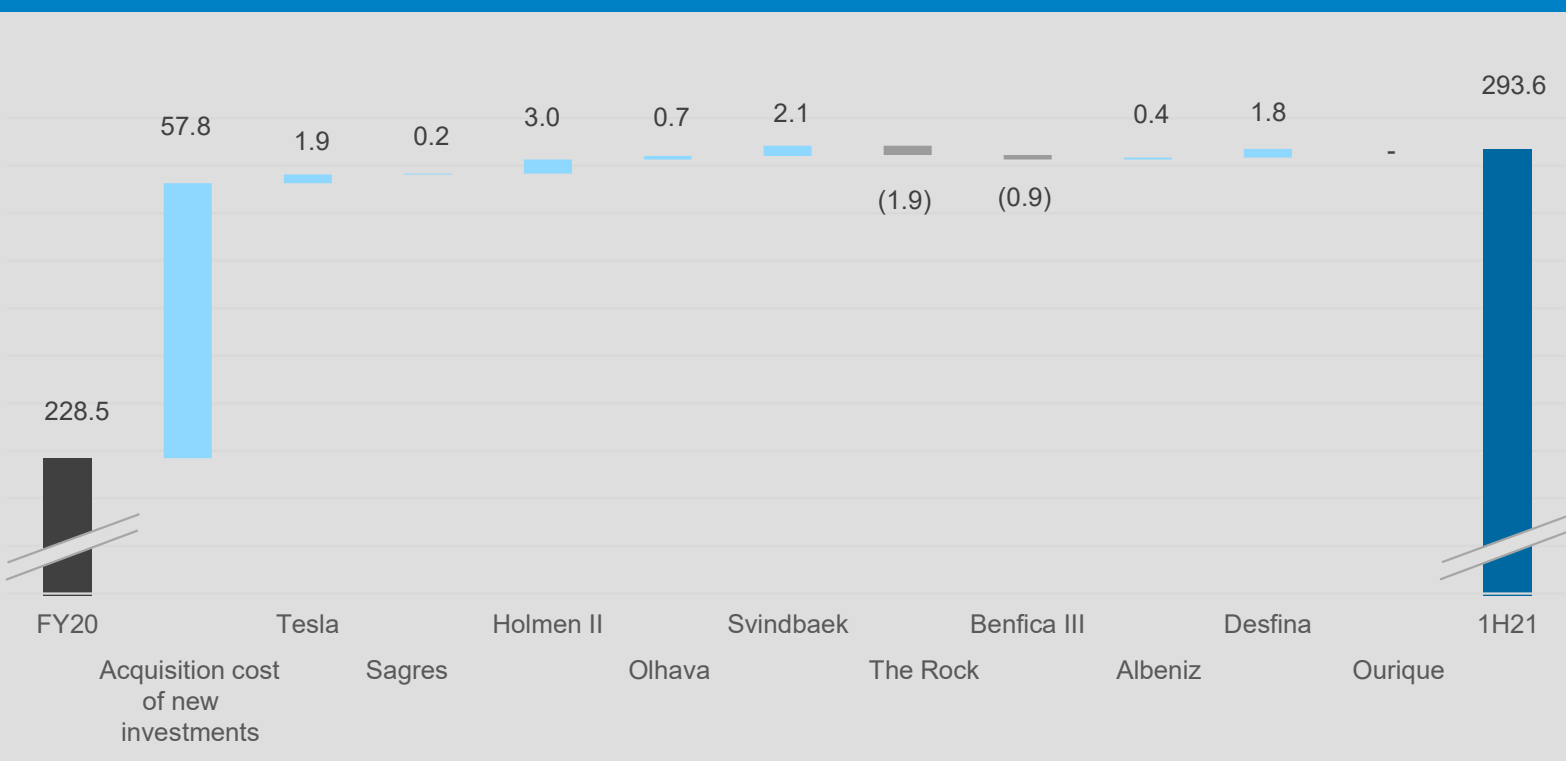 293.6
57.8
1.9
0.2
3.0
0.7
2.1
0.4
1.8
-
(1.9)
(0.9)
228.5
FY20
Tesla
Holmen II
Svindbaek
Benfica III
Desfina
1H21
Acquisition cost
of new
investments
Sagres
Olhava
The Rock
Albeniz
Ourique